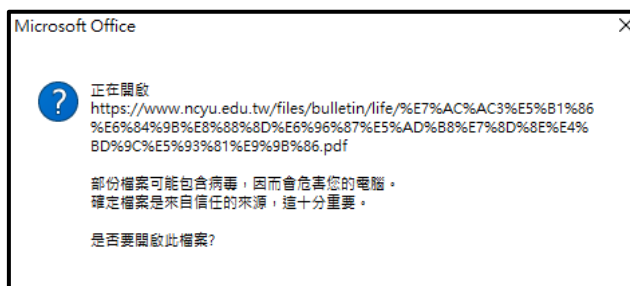 Microsoft Office
正在開啟
https://www.ncyu.edu.tw/files/bulletin/life/%E7%AC%AC3%E5%B1%86
%E6%84%9B%E8%88%8D%E6%96%87%E5%AD%B8%E7%8D%8E%E4%
BD%9C%E5%93%81%E9%9B%86.pdf
部份檔案可能包含病毒，因而會危害您的電腦。
確定檔案是來自信任的來源，這十分重要。
是否要開啟此檔案?